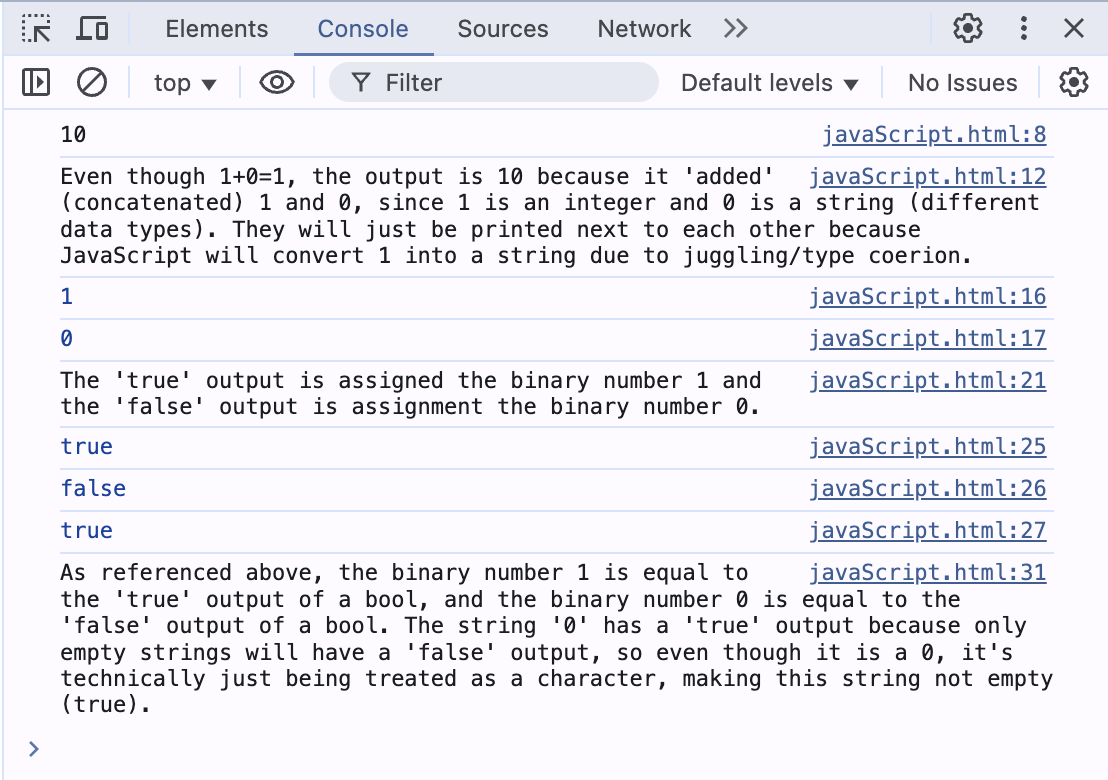 Elements Console Sources Network
top Filter Default levels No Issues
10 javaScript.html:8
Even though 1+0=1, the output is 10 because it 'added' javaScript.html:12
(concatenated) 1 and 0, since 1 is an integer and 0 is a string (different
data types). They will just be printed next to each other because
JavaScript will convert 1 into a string due to juggling/type coerion.
1 javaScript.html:16
0 javaScript.html:17
The 'true' output is assigned the binary number 1 and javaScript.html:21
the 'false' output is assignment the binary number 0.
true javaScript.html:25
false javaScript.html:26
true javaScript.html:27
As referenced above, the binary number 1 is equal to javaScript.html:31
the 'true' output of a bool, and the binary number 0 is equal to the
'false' output of a bool. The string '0' has a 'true' output because only
empty strings will have a 'false' output, so even though it is a 0, it's
technically just being treated as a character, making this string not empty
(true).